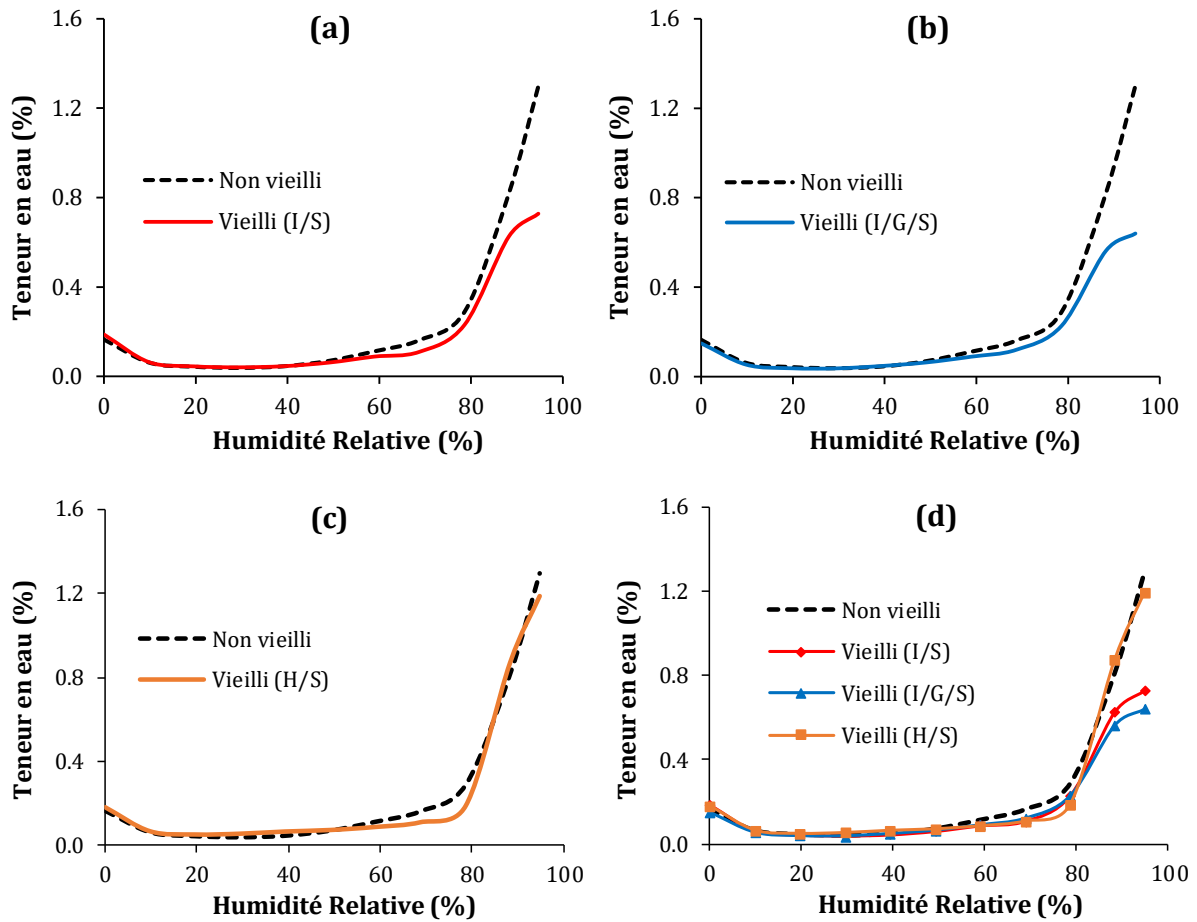 (a)
1.6
1.2
0.8
0.4
0.0
Teneur en eau (%)
Non vieilli
Vieilli (I/S)
0 20 40 60 80 100
Humidité Relative (%)
(b)
1.6
1.2
0.8
0.4
0.0
Teneur en eau (%)
Non vieilli
Vieilli (I/G/S)
0 20 40 60 80 100
Humidité Relative (%)
(c)
1.6
1.2
0.8
0.4
0.0
Teneur en eau (%)
Non vieilli
Vieilli (H/S)
0 20 40 60 80 100
Humidité Relative (%)
(d)
1.6
1.2
0.8
0.4
0.0
Teneur en eau (%)
Non vieilli
Vieilli (I/S)
Vieilli (I/G/S)
Vieilli (H/S)
0 20 40 60 80 100
Humidité Relative (%)